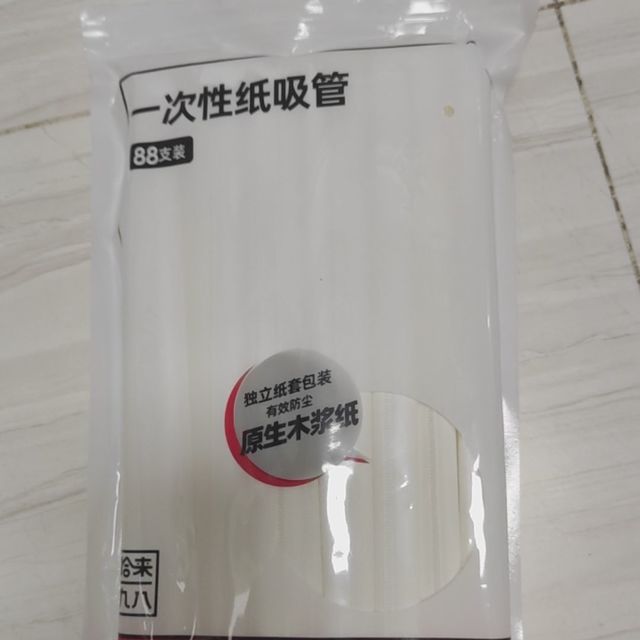 一次性纸吸管
88支装
独立纸套包装
有效防尘
原生木浆纸
拾来
九八